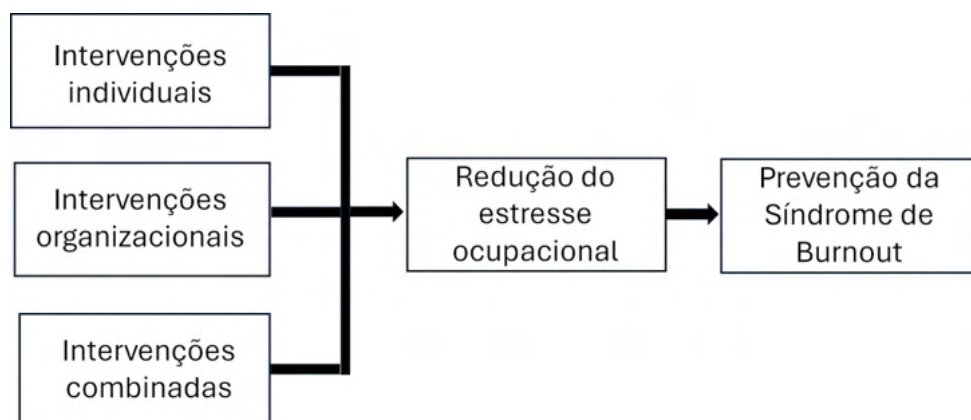 Intervenções
individuais
Intervenções
organizacionais
Intervenções
combinadas
Redução do
estresse
ocupacional
Prevenção da
Síndrome de
Burnout